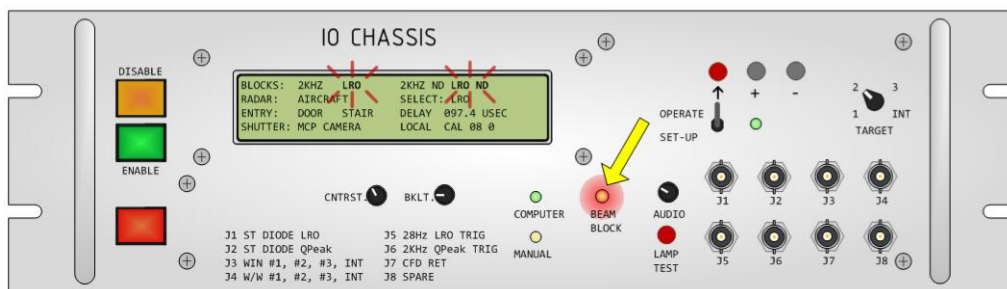 IO CHASSIS
DISABLE
ENABLE
BLOCKS: 2KHZ LRO 2KHZ ND LRO ND
RADAR: AIRCRAFT SELECT: LRO
ENTRY: DOOR STAIR DELAY 097.4 USEC
SHUTTER: MCP CAMERA LOCAL CAL 08 0
CNTRST.
BKLT.
COMPUTER
MANUAL
BEAM
BLOCK
AUDIO
LAMP
TEST
+ -
OPERATE
SET-UP
2 3
1 INT
TARGET
J1 J2 J3 J4
J5 J6 J7 J8
J1 ST DIODE LRO J5 28Hz LRO TRIG
J2 ST DIODE QPeak J6 2KHz QPeak TRIG
J3 WIN #1, #2, #3, INT J7 CFD RET
J4 W/W #1, #2, #3, INT J8 SPARE